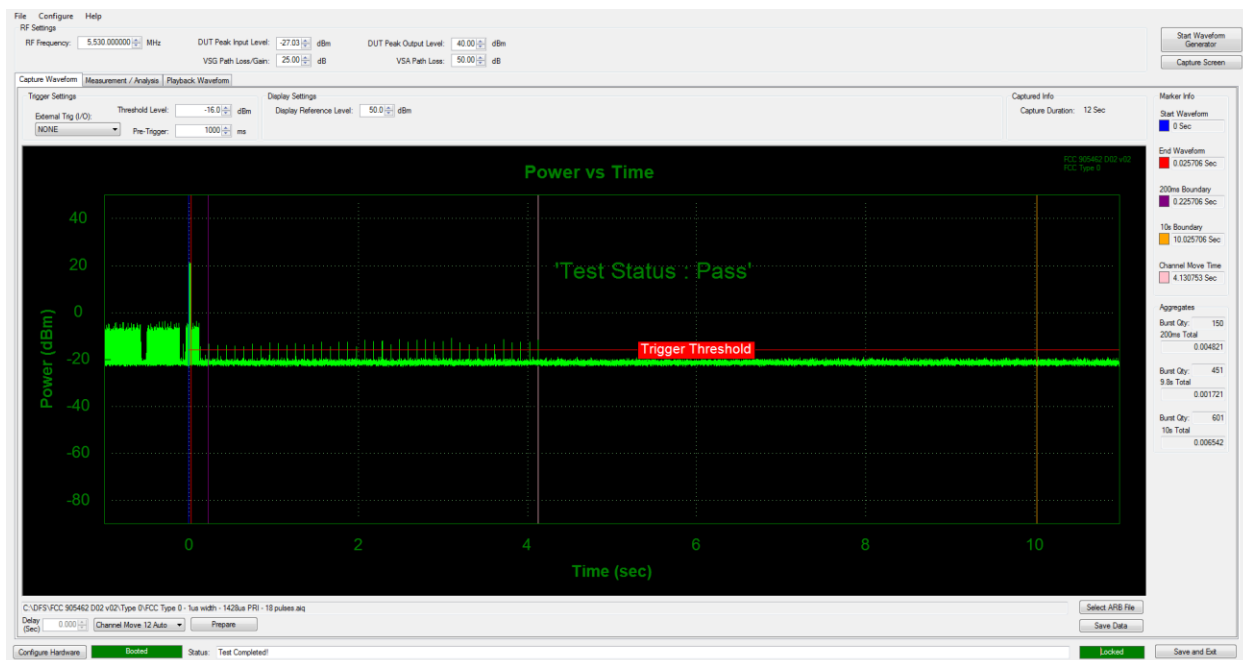 File Configure Help
RF Settings
RF Frequency: 5,530.000000 MHz DUT Peak Input Level: -27.03 dBm DUT Peak Output Level: 40.00 dBm
VSG Path Loss/Gain: 25.00 dB VSA Path Loss: 50.00 dB
Start Waveform
Generator
Capture Screen
Capture Waveform Measurement / Analysis Playback Waveform
Trigger Settings
External Trig (I/O):
NONE
Threshold Level: -16.0 dBm
Pre-Trigger: 1000 ms
Display Settings
Display Reference Level: 50.0 dBm
Captured Info
Capture Duration: 12 Sec
Marker Info
Start Waveform
0 Sec
End Waveform
0.025706 Sec
200ms Boundary
0.225706 Sec
10s Boundary
10.025706 Sec
Channel Move Time
4.130753 Sec
Aggregates
Burst Qty: 150
200ms Total
0.004821
Burst Qty: 451
9.8s Total
0.001721
Burst Qty: 601
10s Total
0.006542
Power vs Time
FCC 905462 D02 v02
FCC Type 0
'Test Status : Pass'
Trigger Threshold
Power (dBm)
40
20
0
-20
-40
-60
-80
0 2 4 6 8 10
Time (sec)
C:\DFS\FCC 905462 D02 v02\Type 0\FCC Type 0 - 1us width - 1428us PRI - 18 pulses.aiq
Select ARB File
Delay
(Sec) 0.000 Channel Move 12 Auto Prepare
Save Data
Configure Hardware Booted Status: Test Completed! Locked Save and Exit